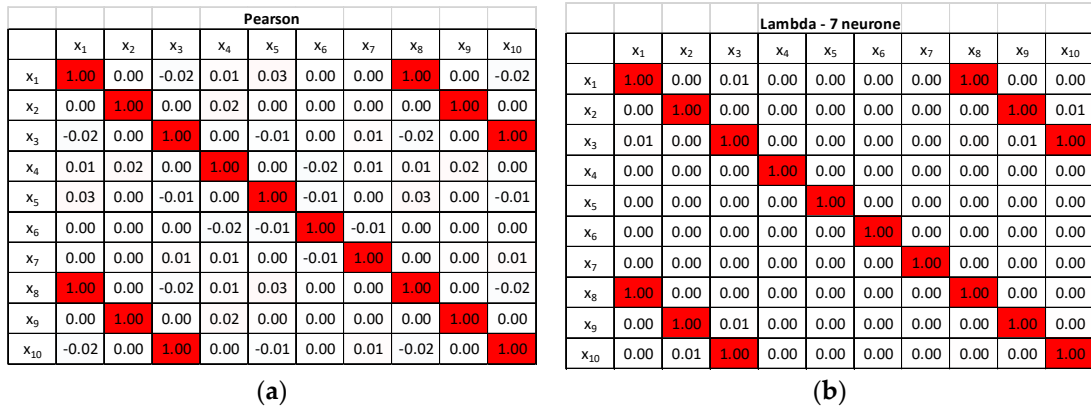 Pearson
x₁ x₂ x₃ x₄ x₅ x₆ x₇ x₈ x₉ x₁₀
x₁ 1.00 0.00 -0.02 0.01 0.03 0.00 0.00 1.00 0.00 -0.02
x₂ 0.00 1.00 0.00 0.02 0.00 0.00 0.00 0.00 1.00 0.00
x₃ -0.02 0.00 1.00 0.00 -0.01 0.00 0.01 -0.02 0.00 1.00
x₄ 0.01 0.02 0.00 1.00 0.00 -0.02 0.01 0.01 0.02 0.00
x₅ 0.03 0.00 -0.01 0.00 1.00 -0.01 0.00 0.03 0.00 -0.01
x₆ 0.00 0.00 0.00 -0.02 -0.01 1.00 -0.01 0.00 0.00 0.00
x₇ 0.00 0.00 0.01 0.01 0.00 -0.01 1.00 0.00 0.00 0.01
x₈ 1.00 0.00 -0.02 0.01 0.03 0.00 0.00 1.00 0.00 -0.02
x₉ 0.00 1.00 0.00 0.02 0.00 0.00 0.00 0.00 1.00 0.00
x₁₀ -0.02 0.00 1.00 0.00 -0.01 0.00 0.01 -0.02 0.00 1.00
(a)
Lambda - 7 neurone
x₁ x₂ x₃ x₄ x₅ x₆ x₇ x₈ x₉ x₁₀
x₁ 1.00 0.00 0.01 0.00 0.00 0.00 0.00 1.00 0.00 0.00
x₂ 0.00 1.00 0.00 0.00 0.00 0.00 0.00 0.00 1.00 0.01
x₃ 0.01 0.00 1.00 0.00 0.00 0.00 0.00 0.00 0.01 1.00
x₄ 0.00 0.00 0.00 1.00 0.00 0.00 0.00 0.00 0.00 0.00
x₅ 0.00 0.00 0.00 0.00 1.00 0.00 0.00 0.00 0.00 0.00
x₆ 0.00 0.00 0.00 0.00 0.00 1.00 0.00 0.00 0.00 0.00
x₇ 0.00 0.00 0.00 0.00 0.00 0.00 1.00 0.00 0.00 0.00
x₈ 1.00 0.00 0.00 0.00 0.00 0.00 0.00 1.00 0.00 0.00
x₉ 0.00 1.00 0.01 0.00 0.00 0.00 0.00 0.00 1.00 0.00
x₁₀ 0.00 0.01 1.00 0.00 0.00 0.00 0.00 0.00 0.00 1.00
(b)